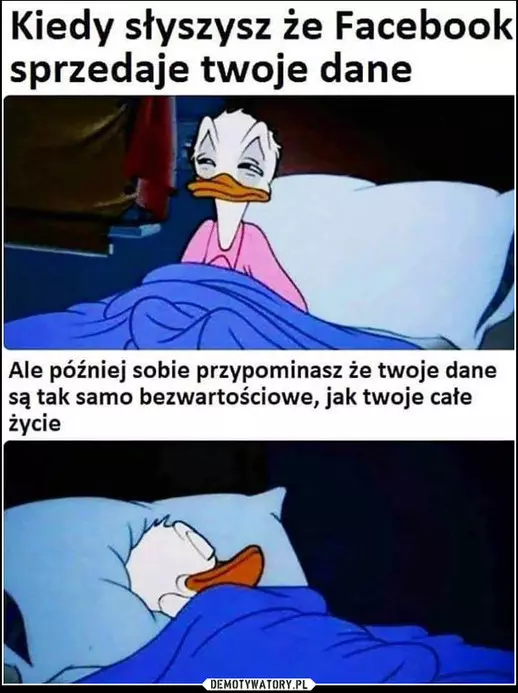 Kiedy słyszysz że Facebook
sprzedaje twoje dane
Ale później sobie przypominasz że twoje dane
są tak samo bezwartościowe, jak twoje całe
życie
DEMOTYWATORY.PL